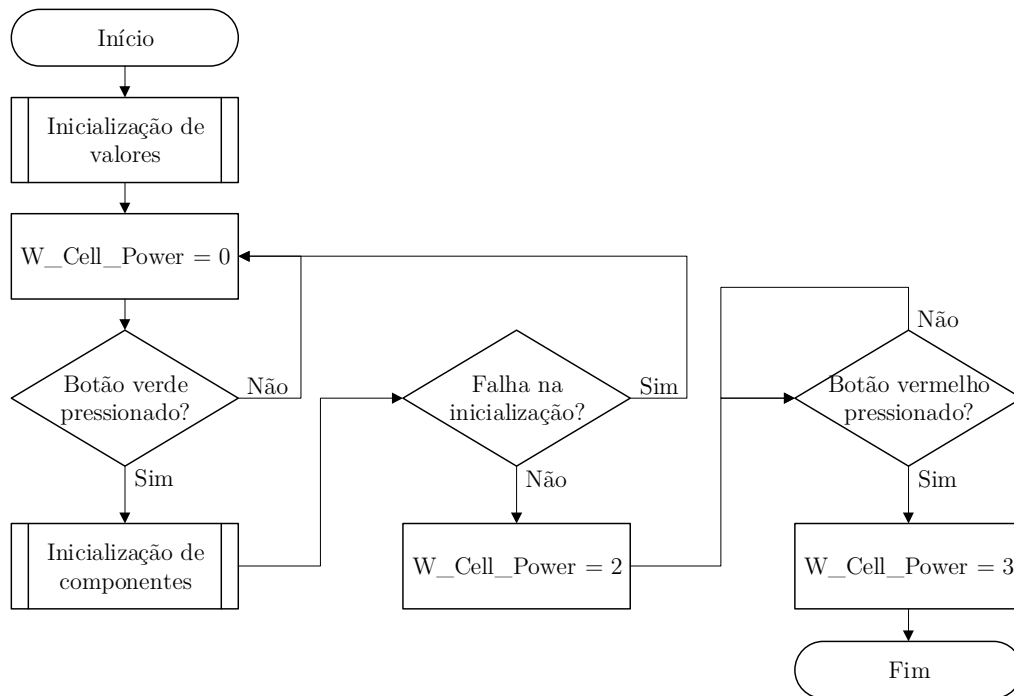 Início
Inicialização de
valores
W_Cell_Power = 0
Botão verde
pressionado?
Não
Sim
Inicialização de
componentes
Falha na
inicialização?
Sim
Não
W_Cell_Power = 2
Botão vermelho
pressionado?
Não
Sim
W_Cell_Power = 3
Fim